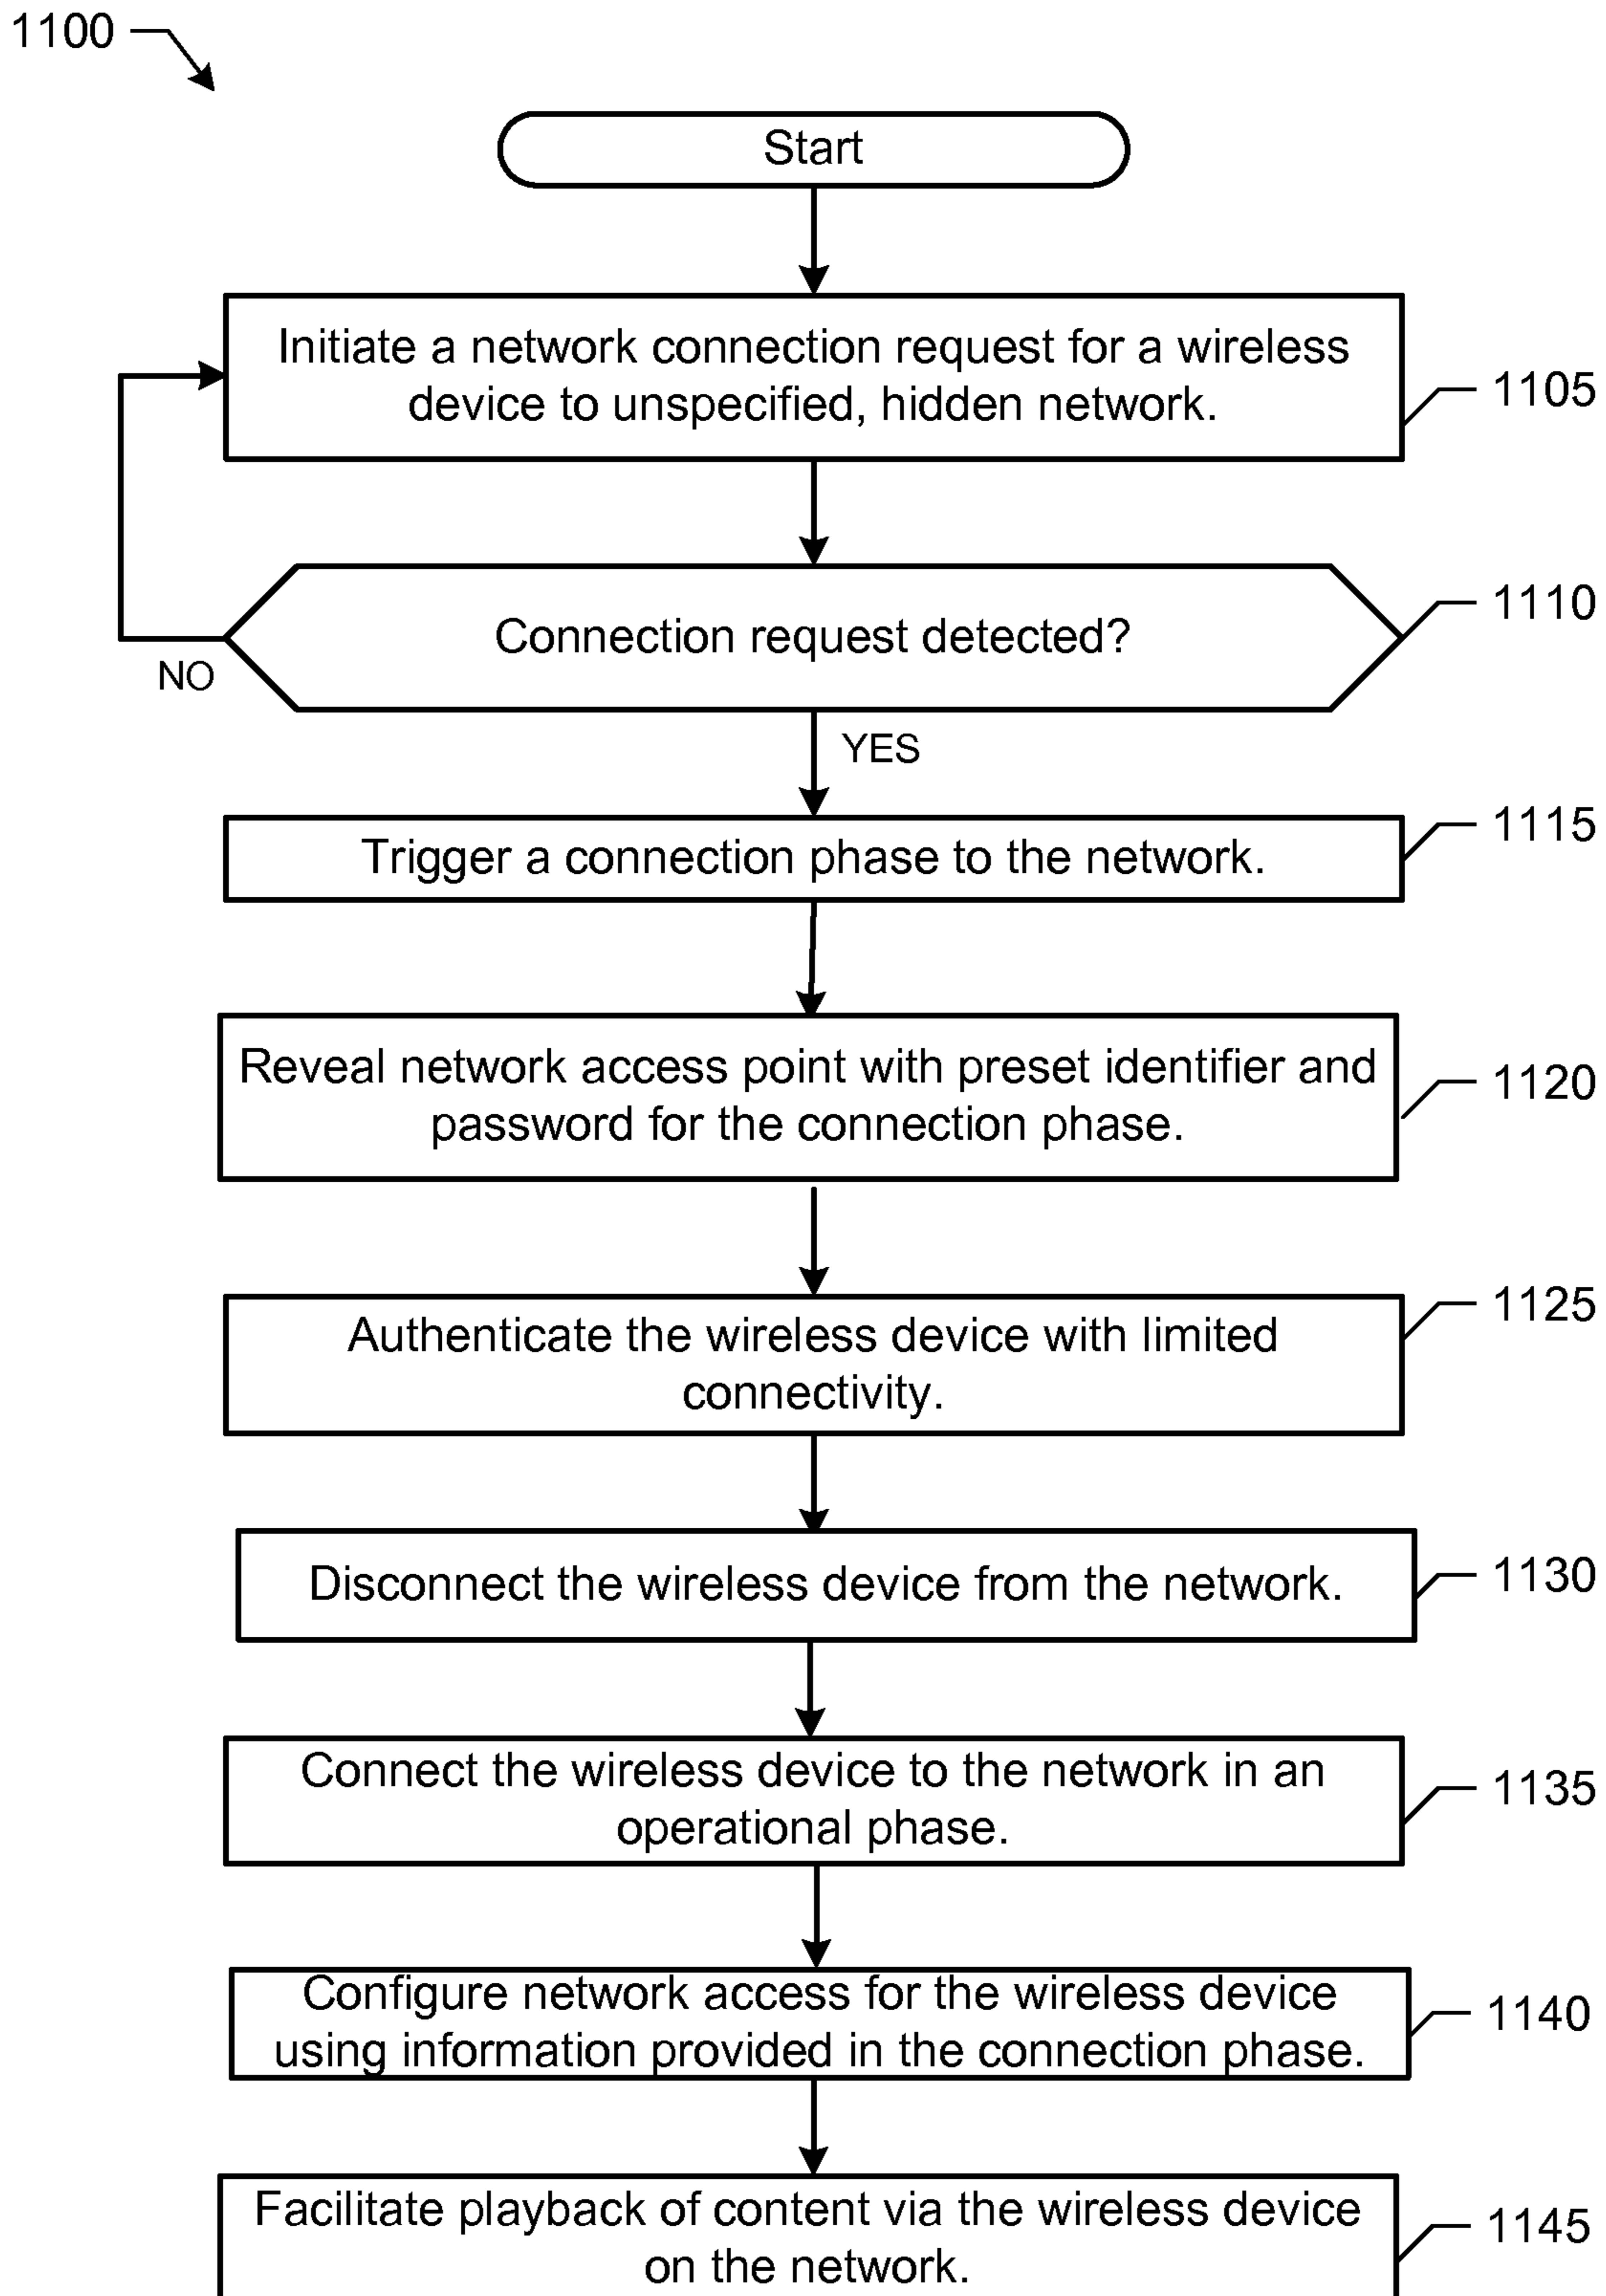 1100
Start
Initiate a network connection request for a wireless
device to unspecified, hidden network.
1105
Connection request detected?
1110
NO
YES
Trigger a connection phase to the network.
1115
Reveal network access point with preset identifier and
password for the connection phase.
1120
Authenticate the wireless device with limited
connectivity.
1125
Disconnect the wireless device from the network.
1130
Connect the wireless device to the network in an
operational phase.
1135
Configure network access for the wireless device
using information provided in the connection phase.
1140
Facilitate playback of content via the wireless device
on the network.
1145